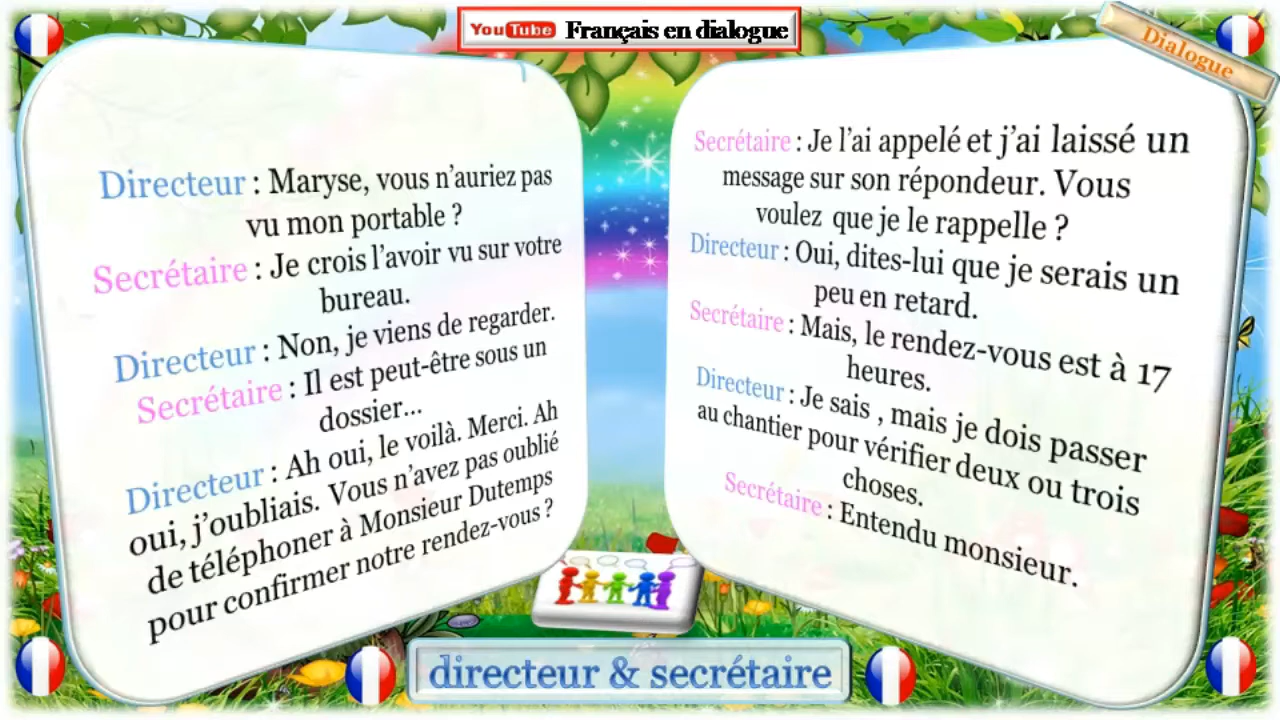 YouTube Français en dialogue
Dialogue
Directeur : Maryse, vous n'auriez pas
vu mon portable ?
Secrétaire : Je crois l'avoir vu sur votre
bureau.
Directeur : Non, je viens de regarder.
Secrétaire : Il est peut-être sous un
dossier...
Directeur : Ah oui, le voilà. Merci. Ah
oui, j'oubliais. Vous n'avez pas oublié
de téléphoner à Monsieur Dutemps
pour confirmer notre rendez-vous ?
Secrétaire : Je l'ai appelé et j'ai laissé un
message sur son répondeur. Vous
voulez que je le rappelle ?
Directeur : Oui, dites-lui que je serais un
peu en retard.
Secrétaire : Mais, le rendez-vous est à 17
heures.
Directeur : Je sais , mais je dois passer
au chantier pour vérifier deux ou trois
choses.
Secrétaire : Entendu monsieur.
directeur & secrétaire